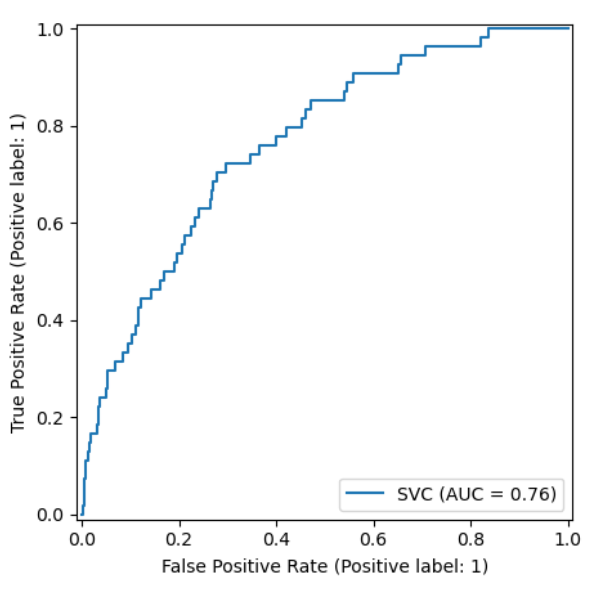 1.0
0.8
0.6
0.4
0.2
0.0
True Positive Rate (Positive label: 1)
SVC (AUC = 0.76)
0.0 0.2 0.4 0.6 0.8 1.0
False Positive Rate (Positive label: 1)